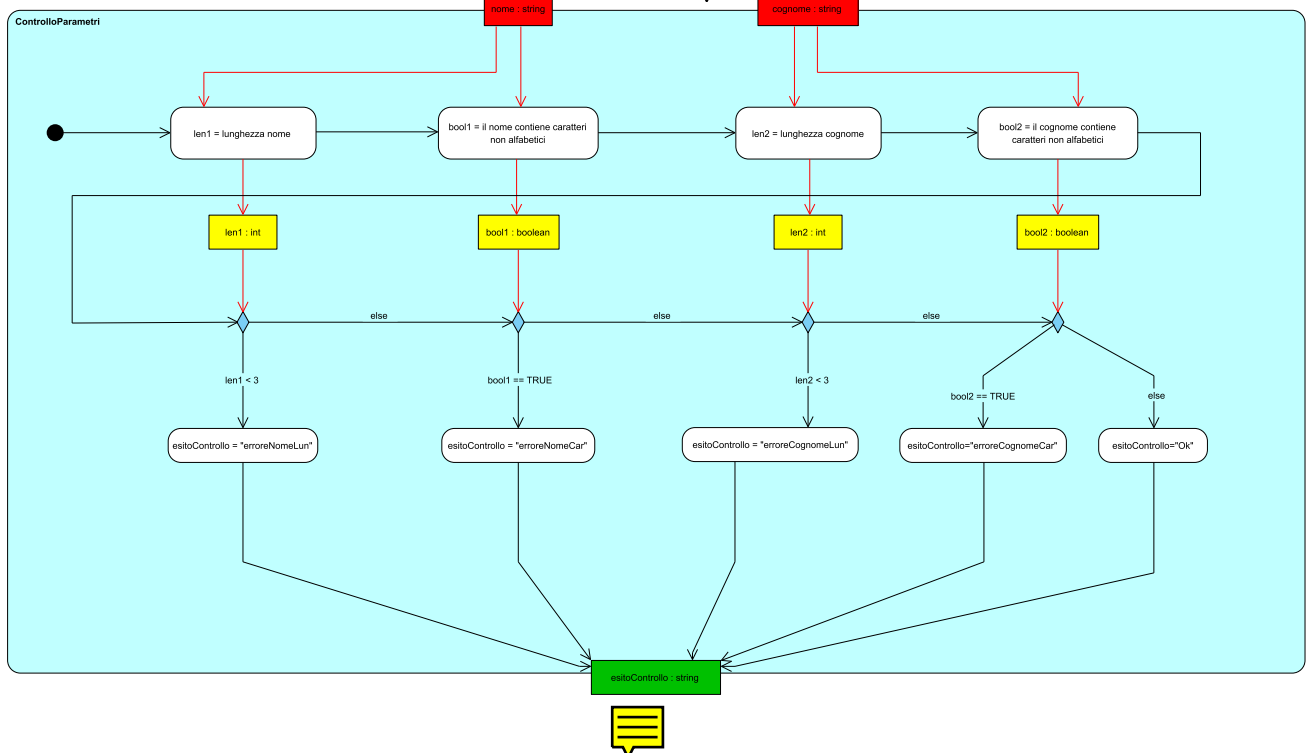 nome : string
cognome : string
ControlloParametri
len1 = lunghezza nome
bool1 = il nome contiene caratteri
non alfabetici
len2 = lunghezza cognome
bool2 = il cognome contiene
caratteri non alfabetici
len1 : int
bool1 : boolean
len2 : int
bool2 : boolean
else
else
else
len1 < 3
bool1 == TRUE
len2 < 3
bool2 == TRUE
else
esitoControllo = "erroreNomeLun"
esitoControllo = "erroreNomeCar"
esitoControllo = "erroreCognomeLun"
esitoControllo="erroreCognomeCar"
esitoControllo="Ok"
esitoControllo : string